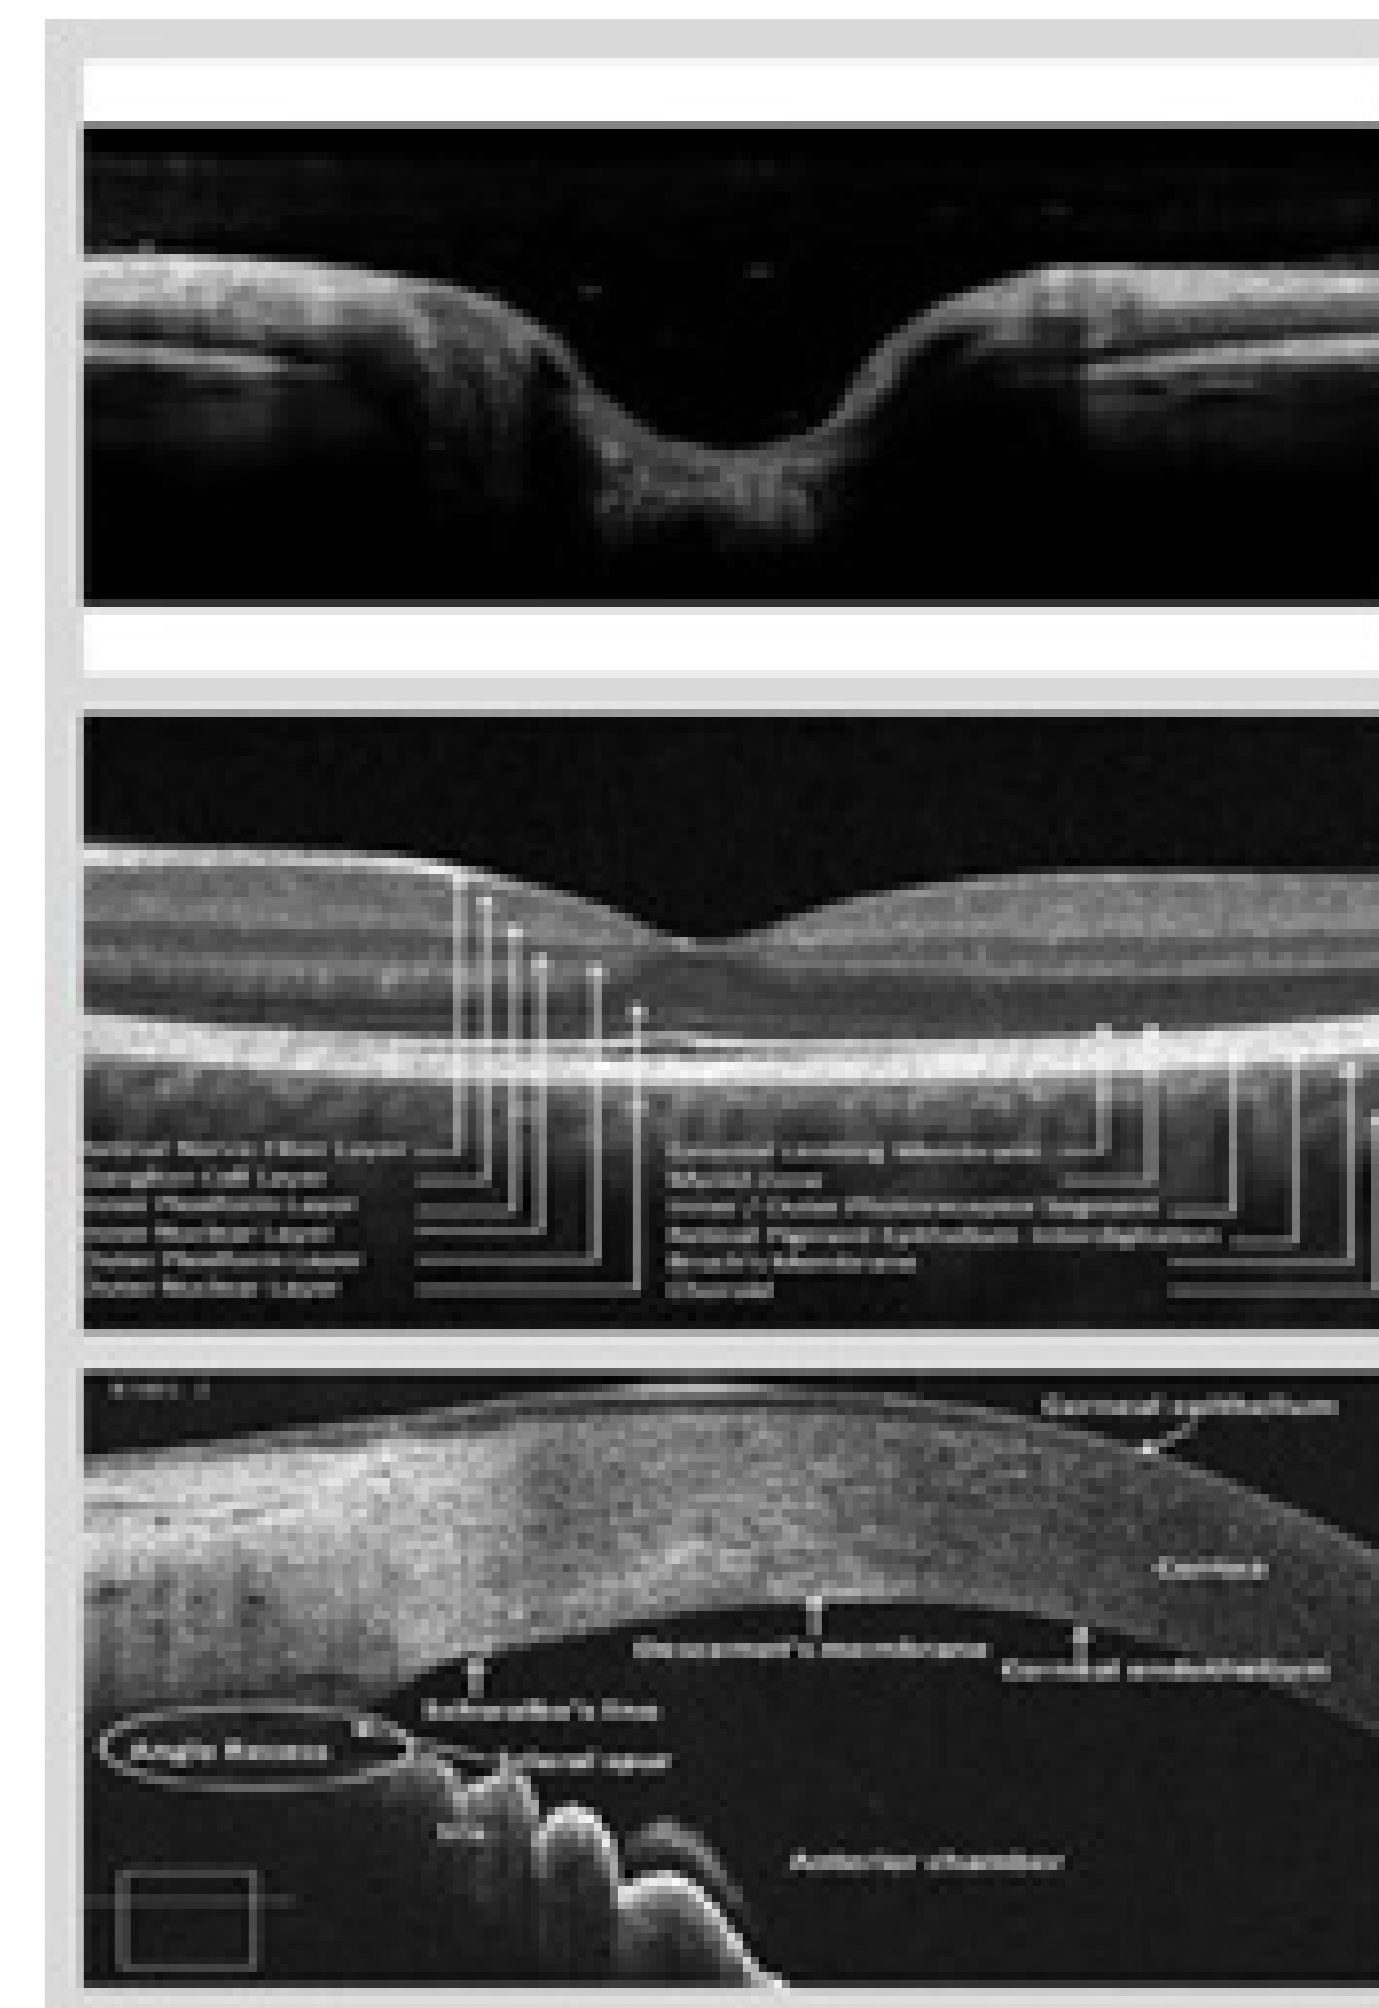 Retinal Nerve Fiber Layer
Ganglion Cell Layer
Inner Plexiform Layer
Inner Nuclear Layer
Outer Plexiform Layer
Outer Nuclear Layer
External Limiting Membrane
Inner / Outer Photoreceptor Segment
Retinal Pigment Epithelium Interdigitation
Bruch's Membrane
Choroid
Corneal epithelium
Cornea
Descemet's membrane
Corneal endothelium
Schwalbe's line
Angle Recess
Scleral spur
Iris
Anterior chamber